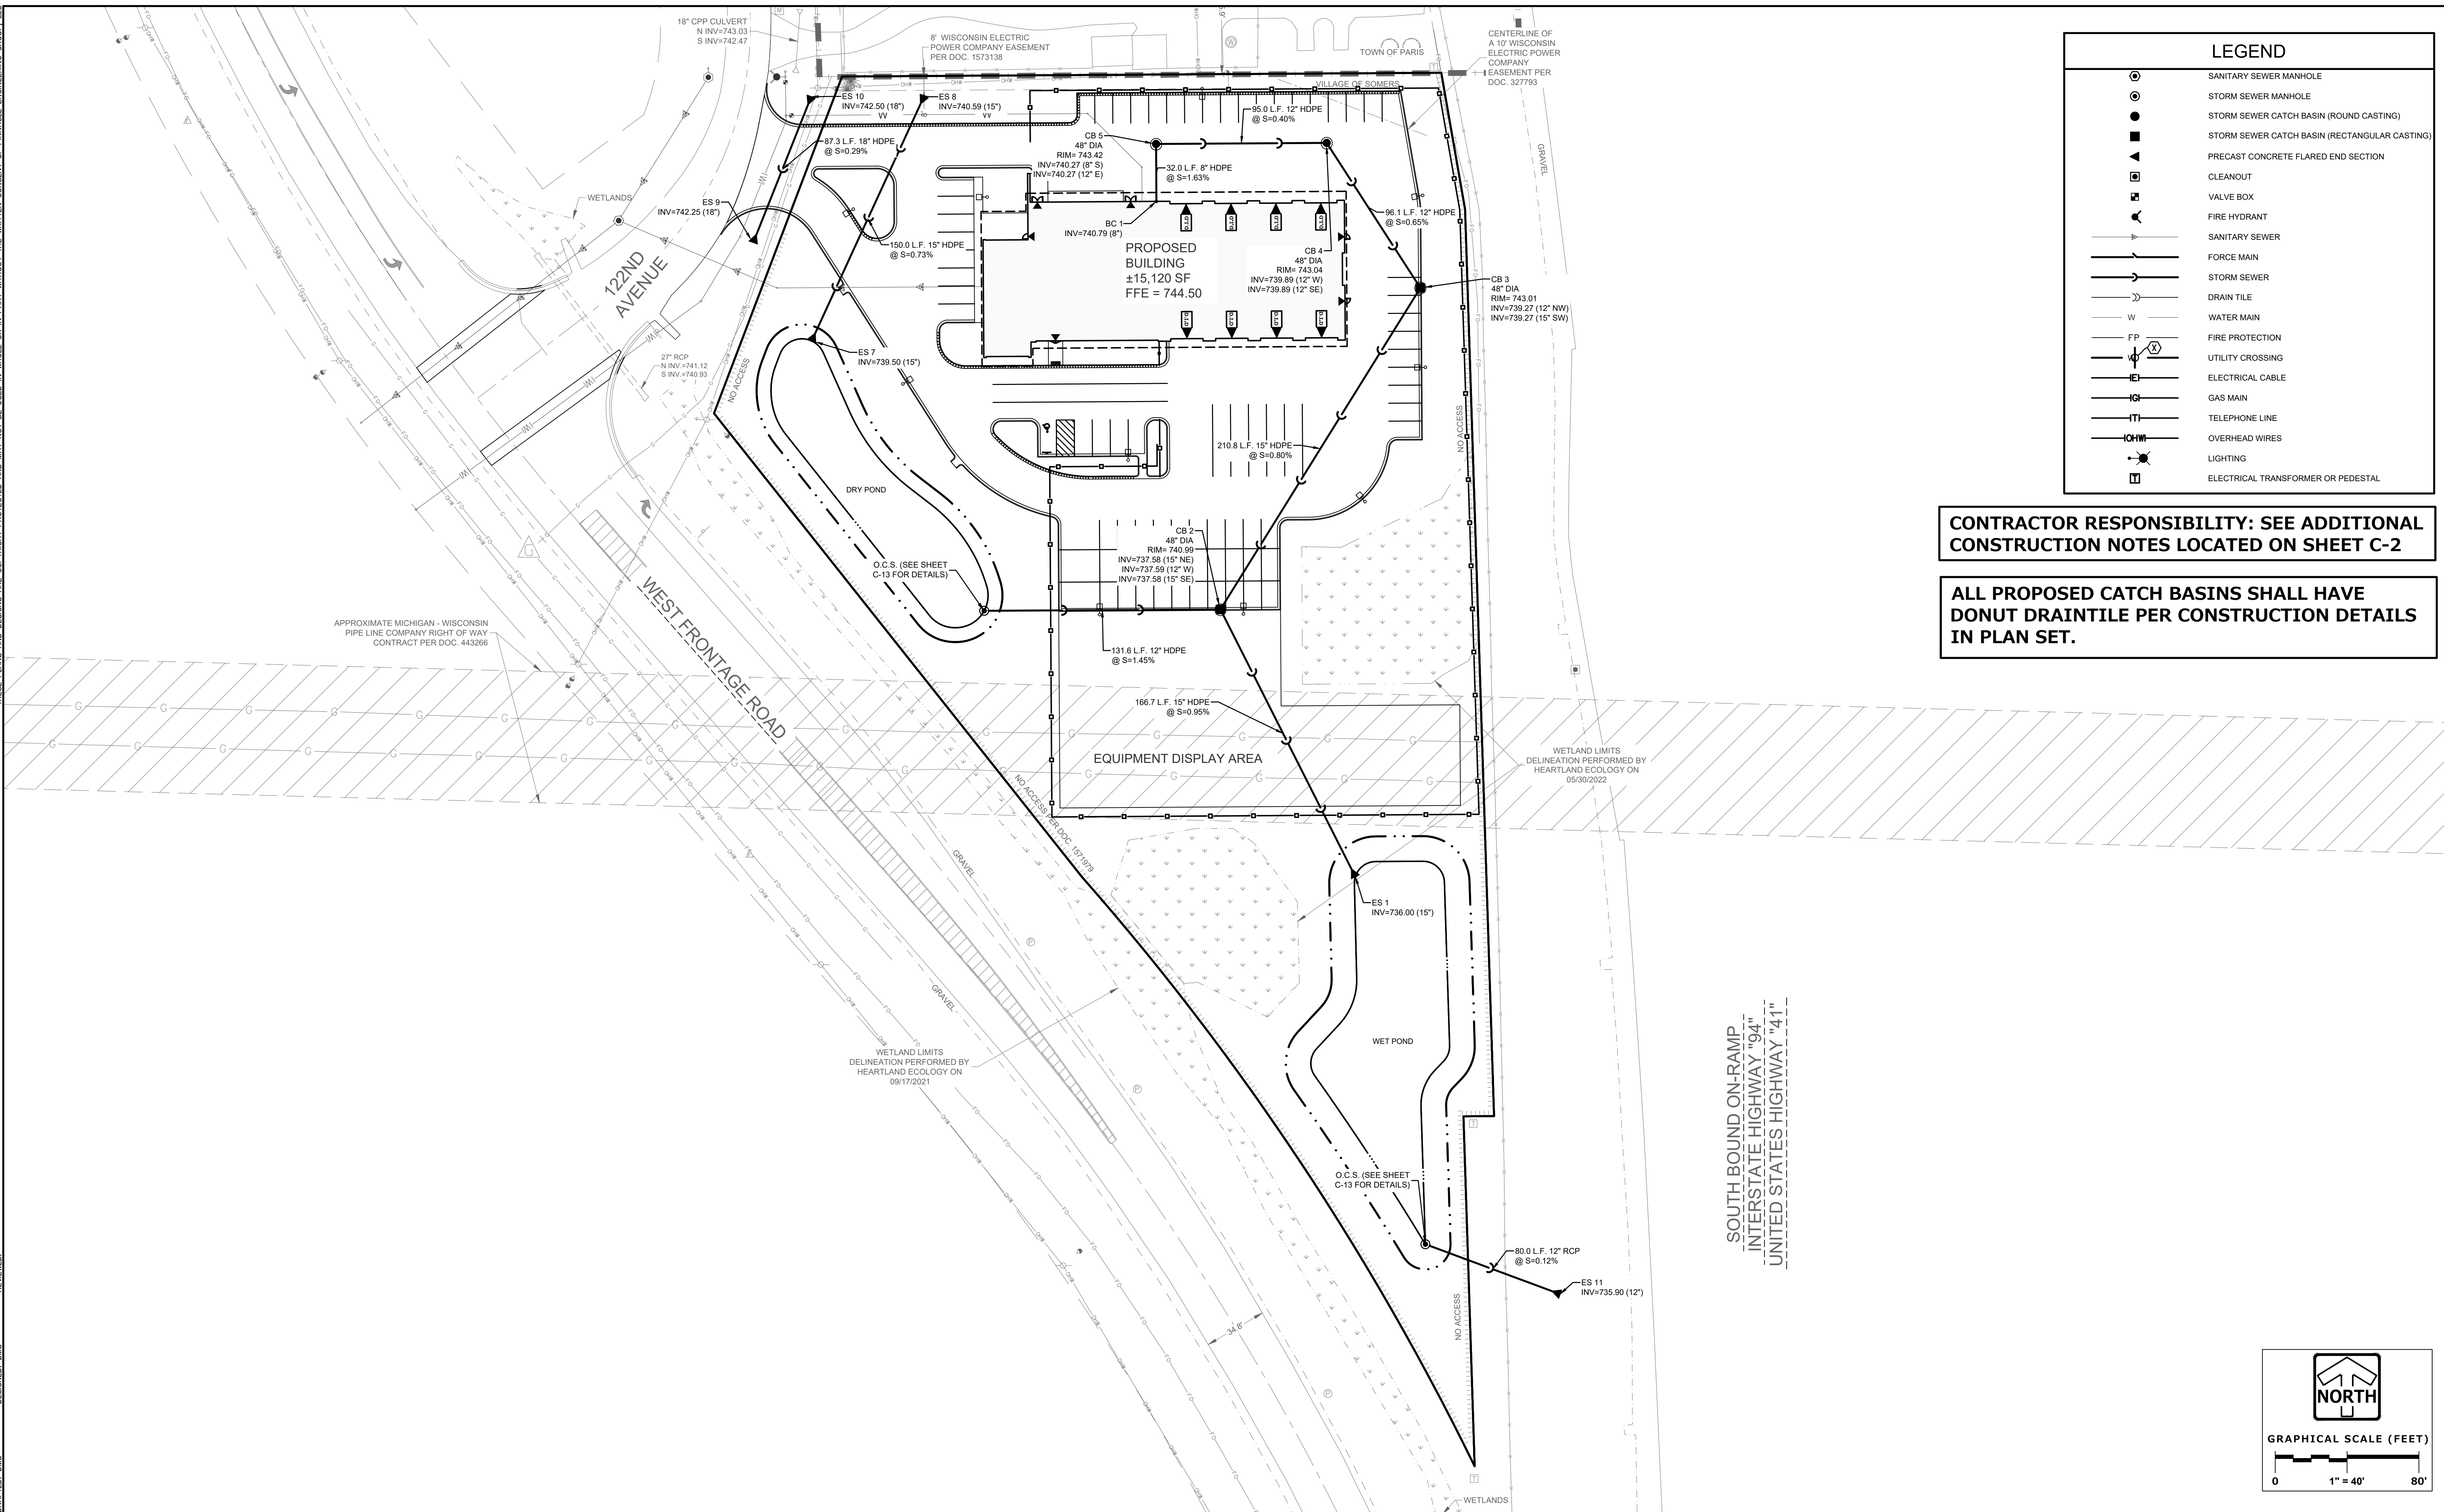 18" CPP CULVERT
N INV=743.03
S INV=742.47
8' WISCONSIN ELECTRIC
POWER COMPANY EASEMENT
PER DOC. 1573138
TOWN OF PARIS
VILLAGE OF SOMERS
CENTERLINE OF
A 10' WISCONSIN
ELECTRIC POWER
COMPANY
EASEMENT PER
DOC. 327793
GRAVEL
ES 10
INV=742.50 (18")
ES 8
INV=740.59 (15")
87.3 L.F. 18" HDPE
@ S=0.29%
CB 5
48" DIA
RIM= 743.42
INV=740.27 (8" S)
INV=740.27 (12" E)
95.0 L.F. 12" HDPE
@ S=0.40%
32.0 L.F. 8" HDPE
@ S=1.63%
WETLANDS
ES 9
INV=742.25 (18")
150.0 L.F. 15" HDPE
@ S=0.73%
BC 1
INV=740.79 (8")
96.1 L.F. 12" HDPE
@ S=0.65%
PROPOSED
BUILDING
±15,120 SF
FFE = 744.50
CB 4
48" DIA
RIM= 743.04
INV=739.89 (12" W)
INV=739.89 (12" SE)
O.I.D
O.I.D
O.I.D
O.I.D
O.I.D
O.I.D
O.I.D
O.I.D
CB 3
48" DIA
RIM= 743.01
INV=739.27 (12" NW)
INV=739.27 (15" SW)
122ND
AVENUE
27" RCP
N INV.=741.12
S INV.=740.93
NO ACCESS
ES 7
INV=739.50 (15")
NO ACCESS
210.8 L.F. 15" HDPE
@ S=0.80%
DRY POND
CB 2
48" DIA
RIM= 740.99
INV=737.58 (15" NE)
INV=737.59 (12" W)
INV=737.58 (15" SE)
O.C.S. (SEE SHEET
C-13 FOR DETAILS)
WEST FRONTAGE ROAD
APPROXIMATE MICHIGAN - WISCONSIN
PIPE LINE COMPANY RIGHT OF WAY
CONTRACT PER DOC. 443266
131.6 L.F. 12" HDPE
@ S=1.45%
166.7 L.F. 15" HDPE
@ S=0.95%
EQUIPMENT DISPLAY AREA
WETLAND LIMITS
DELINEATION PERFORMED BY
HEARTLAND ECOLOGY ON
05/30/2022
NO ACCESS PER DOC. 1571979
GRAVEL
GRAVEL
ES 1
INV=736.00 (15")
WET POND
WETLAND LIMITS
DELINEATION PERFORMED BY
HEARTLAND ECOLOGY ON
09/17/2021
SOUTH BOUND ON-RAMP
INTERSTATE HIGHWAY "94"
UNITED STATES HIGHWAY "41"
O.C.S. (SEE SHEET
C-13 FOR DETAILS)
80.0 L.F. 12" RCP
@ S=0.12%
ES 11
INV=735.90 (12")
NO ACCESS
34.8'
WETLANDS
LEGEND
SANITARY SEWER MANHOLE
STORM SEWER MANHOLE
STORM SEWER CATCH BASIN (ROUND CASTING)
STORM SEWER CATCH BASIN (RECTANGULAR CASTING)
PRECAST CONCRETE FLARED END SECTION
CLEANOUT
VALVE BOX
FIRE HYDRANT
SANITARY SEWER
FORCE MAIN
STORM SEWER
DRAIN TILE
W WATER MAIN
FP FIRE PROTECTION
X UTILITY CROSSING
E ELECTRICAL CABLE
G GAS MAIN
T TELEPHONE LINE
OHW OVERHEAD WIRES
LIGHTING
T ELECTRICAL TRANSFORMER OR PEDESTAL
CONTRACTOR RESPONSIBILITY: SEE ADDITIONAL
CONSTRUCTION NOTES LOCATED ON SHEET C-2
ALL PROPOSED CATCH BASINS SHALL HAVE
DONUT DRAINTILE PER CONSTRUCTION DETAILS
IN PLAN SET.
NORTH
GRAPHICAL SCALE (FEET)
0 1" = 40' 80'